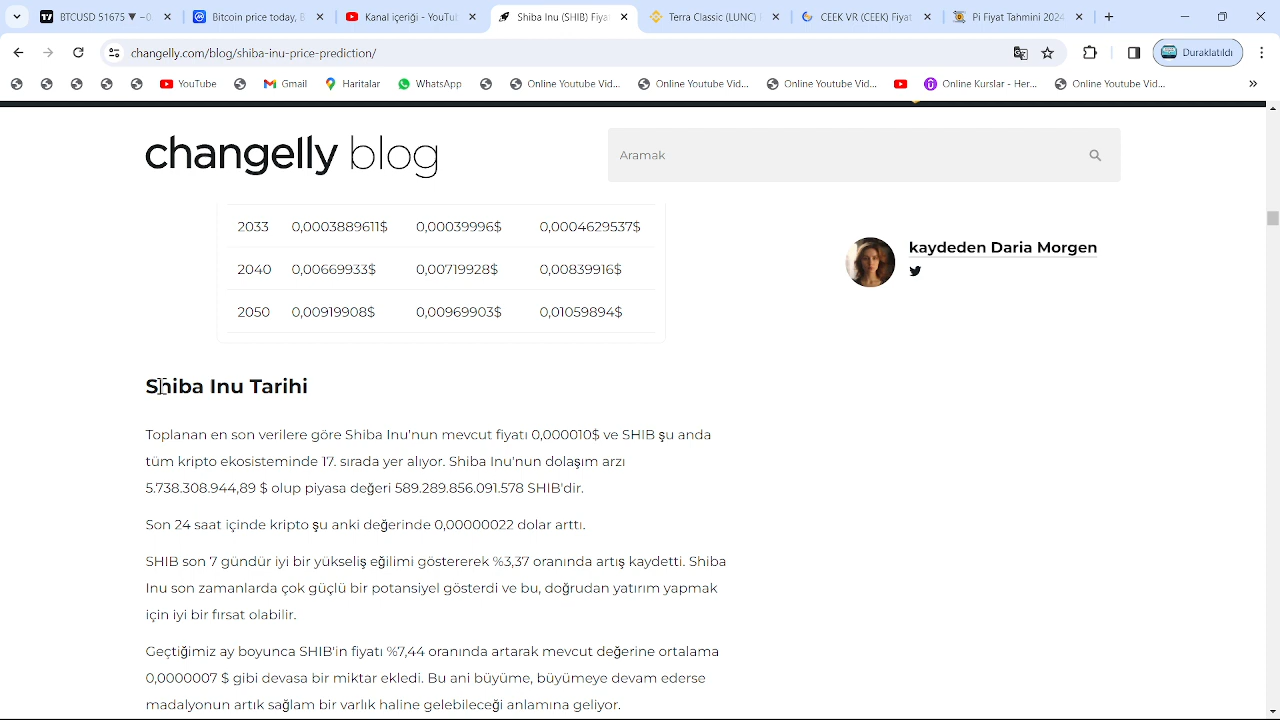 BTCUSD 51675 ▼ −0
Bitcoin price today, B
Kanal içeriği - YouTu
Shiba Inu (SHIB) Fiya
Terra Classic (LUNC)
CEEK VR (CEEK) Fiyat
Pi Fiyat Tahmini 2024
changelly.com/blog/shiba-inu-price-prediction/
Duraklatıldı
YouTube
Gmail
Haritalar
WhatsApp
Online Youtube Vid...
Online Youtube Vid...
Online Youtube Vid...
Online Kurslar - Her...
Online Youtube Vid...
changelly blog
Aramak
2033 0,0003889611$ 0,00039996$ 0,0004629537$
2040 0,00669933$ 0,00719928$ 0,00839916$
2050 0,00919908$ 0,00969903$ 0,01059894$
kaydeden Daria Morgen
Shiba Inu Tarihi
Toplanan en son verilere göre Shiba Inu'nun mevcut fiyatı 0,000010$ ve SHIB şu anda
tüm kripto ekosisteminde 17. sırada yer alıyor. Shiba Inu'nun dolaşım arzı
5.738.308.944,89 $ olup piyasa değeri 589.289.856.091.578 SHIB'dir.
Son 24 saat içinde kripto şu anki değerinde 0,00000022 dolar arttı.
SHIB son 7 gündür iyi bir yükseliş eğilimi göstererek %3,37 oranında artış kaydetti. Shiba
Inu son zamanlarda çok güçlü bir potansiyel gösterdi ve bu, doğrudan yatırım yapmak
için iyi bir fırsat olabilir.
Geçtiğimiz ay boyunca SHIB'in fiyatı %7,44 oranında artarak mevcut değerine ortalama
0,0000007 $ gibi devasa bir miktar ekledi. Bu ani büyüme, büyümeye devam ederse
madalyonun artık sağlam bir varlık haline gelebileceği anlamına geliyor.